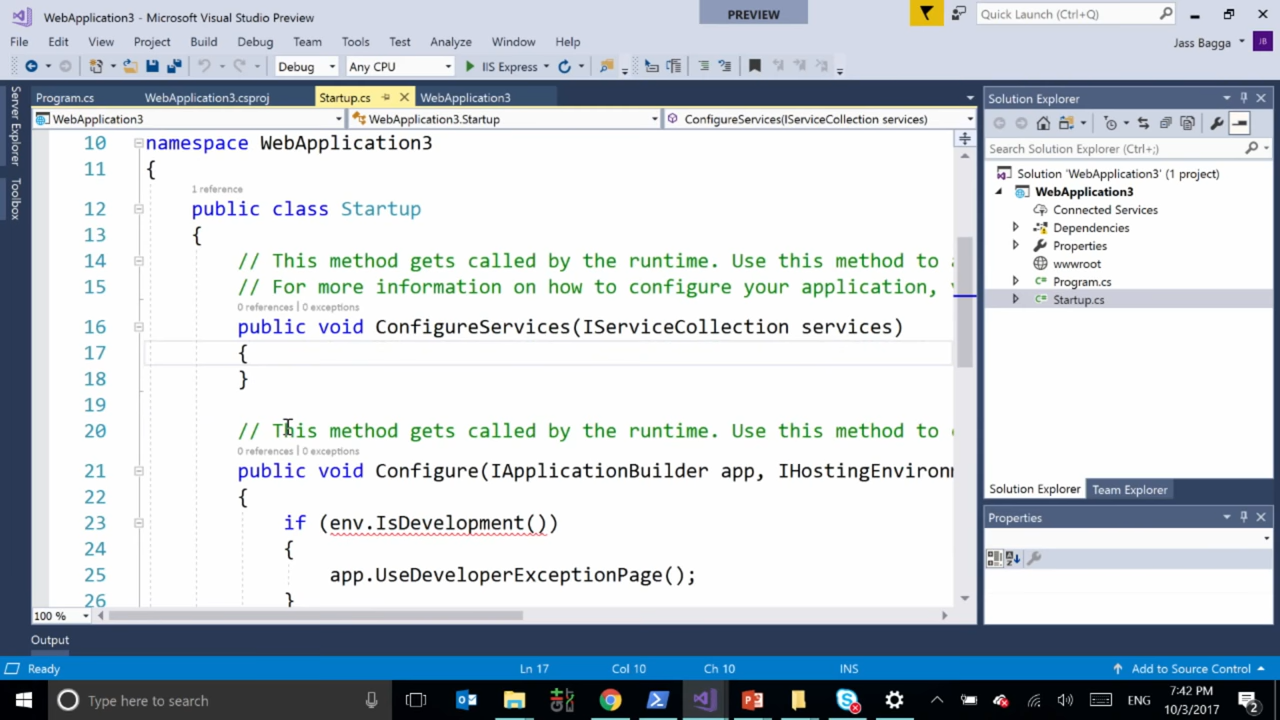 WebApplication3 - Microsoft Visual Studio Preview
PREVIEW
Quick Launch (Ctrl+Q)
File Edit View Project Build Debug Team Tools Test Analyze Window Help
Jass Bagga JB
Debug Any CPU IIS Express
Server Explorer
Toolbox
Program.cs WebApplication3.csproj Startup.cs WebApplication3
WebApplication3 WebApplication3.Startup ConfigureServices(IServiceCollection services)
10 namespace WebApplication3
11 {
1 reference
12 public class Startup
13 {
14 // This method gets called by the runtime. Use this method to
15 // For more information on how to configure your application,
0 references | 0 exceptions
16 public void ConfigureServices(IServiceCollection services)
17 {
18 }
19
20 // This method gets called by the runtime. Use this method to
0 references | 0 exceptions
21 public void Configure(IApplicationBuilder app, IHostingEnvironm
22 {
23 if (env.IsDevelopment())
24 {
25 app.UseDeveloperExceptionPage();
26 }
100 %
Solution Explorer
Search Solution Explorer (Ctrl+;)
Solution 'WebApplication3' (1 project)
WebApplication3
Connected Services
Dependencies
Properties
wwwroot
Program.cs
Startup.cs
Solution Explorer Team Explorer
Properties
Output
Ready Ln 17 Col 10 Ch 10 INS Add to Source Control
Type here to search
ENG
7:42 PM
10/3/2017
2